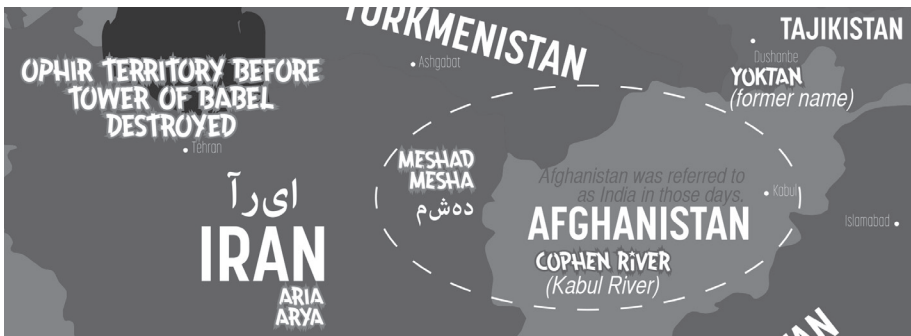 TURKMENISTAN
TAJIKISTAN
Dushanbe
Ashgabat
YOKTAN
(former name)
OPHIR TERRITORY BEFORE
TOWER OF BABEL
DESTROYED
Tehran
MESHAD
MESHA
دهشم
Afghanistan was referred to
as India in those days.
Kabul
AFGHANISTAN
Islamabad
COPHEN RIVER
(Kabul River)
ایرآ
IRAN
ARIA
ARYA